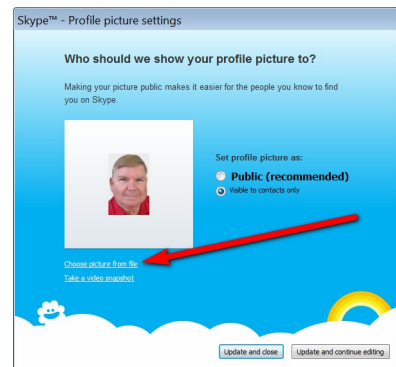 Skype™ - Profile picture settings
Who should we show your profile picture to?
Making your picture public makes it easier for the people you know to find
you on Skype.
Set profile picture as:
Public (recommended)
Visible to contacts only
Choose picture from file
Take a video snapshot
Update and close
Update and continue editing